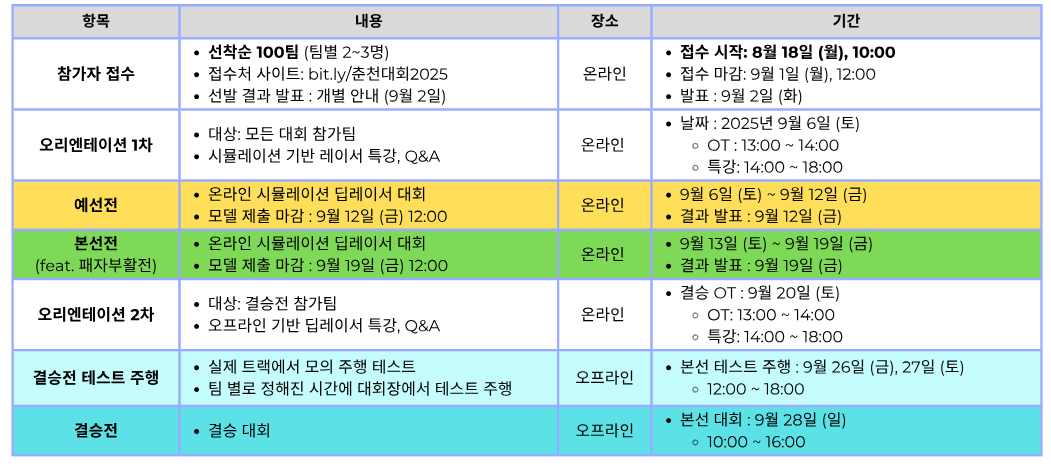 항목 내용 장소 기간
참가자 접수
• 선착순 100팀 (팀별 2~3명)
• 접수처 사이트: bit.ly/춘천대회2025
• 선발 결과 발표 : 개별 안내 (9월 2일)
온라인
• 접수 시작: 8월 18일 (월), 10:00
• 접수 마감: 9월 1일 (월), 12:00
• 발표 : 9월 2일 (화)
오리엔테이션 1차
• 대상: 모든 대회 참가팀
• 시뮬레이션 기반 레이서 특강, Q&A
온라인
• 날짜 : 2025년 9월 6일 (토)
◦ OT : 13:00 ~ 14:00
◦ 특강: 14:00 ~ 18:00
예선전
• 온라인 시뮬레이션 딥레이서 대회
• 모델 제출 마감 : 9월 12일 (금) 12:00
온라인
• 9월 6일 (토) ~ 9월 12일 (금)
• 결과 발표 : 9월 12일 (금)
본선전
(feat. 패자부활전)
• 온라인 시뮬레이션 딥레이서 대회
• 모델 제출 마감 : 9월 19일 (금) 12:00
온라인
• 9월 13일 (토) ~ 9월 19일 (금)
• 결과 발표 : 9월 19일 (금)
오리엔테이션 2차
• 대상: 결승전 참가팀
• 오프라인 기반 딥레이서 특강, Q&A
온라인
• 결승 OT : 9월 20일 (토)
◦ OT: 13:00 ~ 14:00
◦ 특강: 14:00 ~ 18:00
결승전 테스트 주행
• 실제 트랙에서 모의 주행 테스트
• 팀 별로 정해진 시간에 대회장에서 테스트 주행
오프라인
• 본선 테스트 주행 : 9월 26일 (금), 27일 (토)
◦ 12:00 ~ 18:00
결승전
• 결승 대회
오프라인
• 본선 대회 : 9월 28일 (일)
◦ 10:00 ~ 16:00